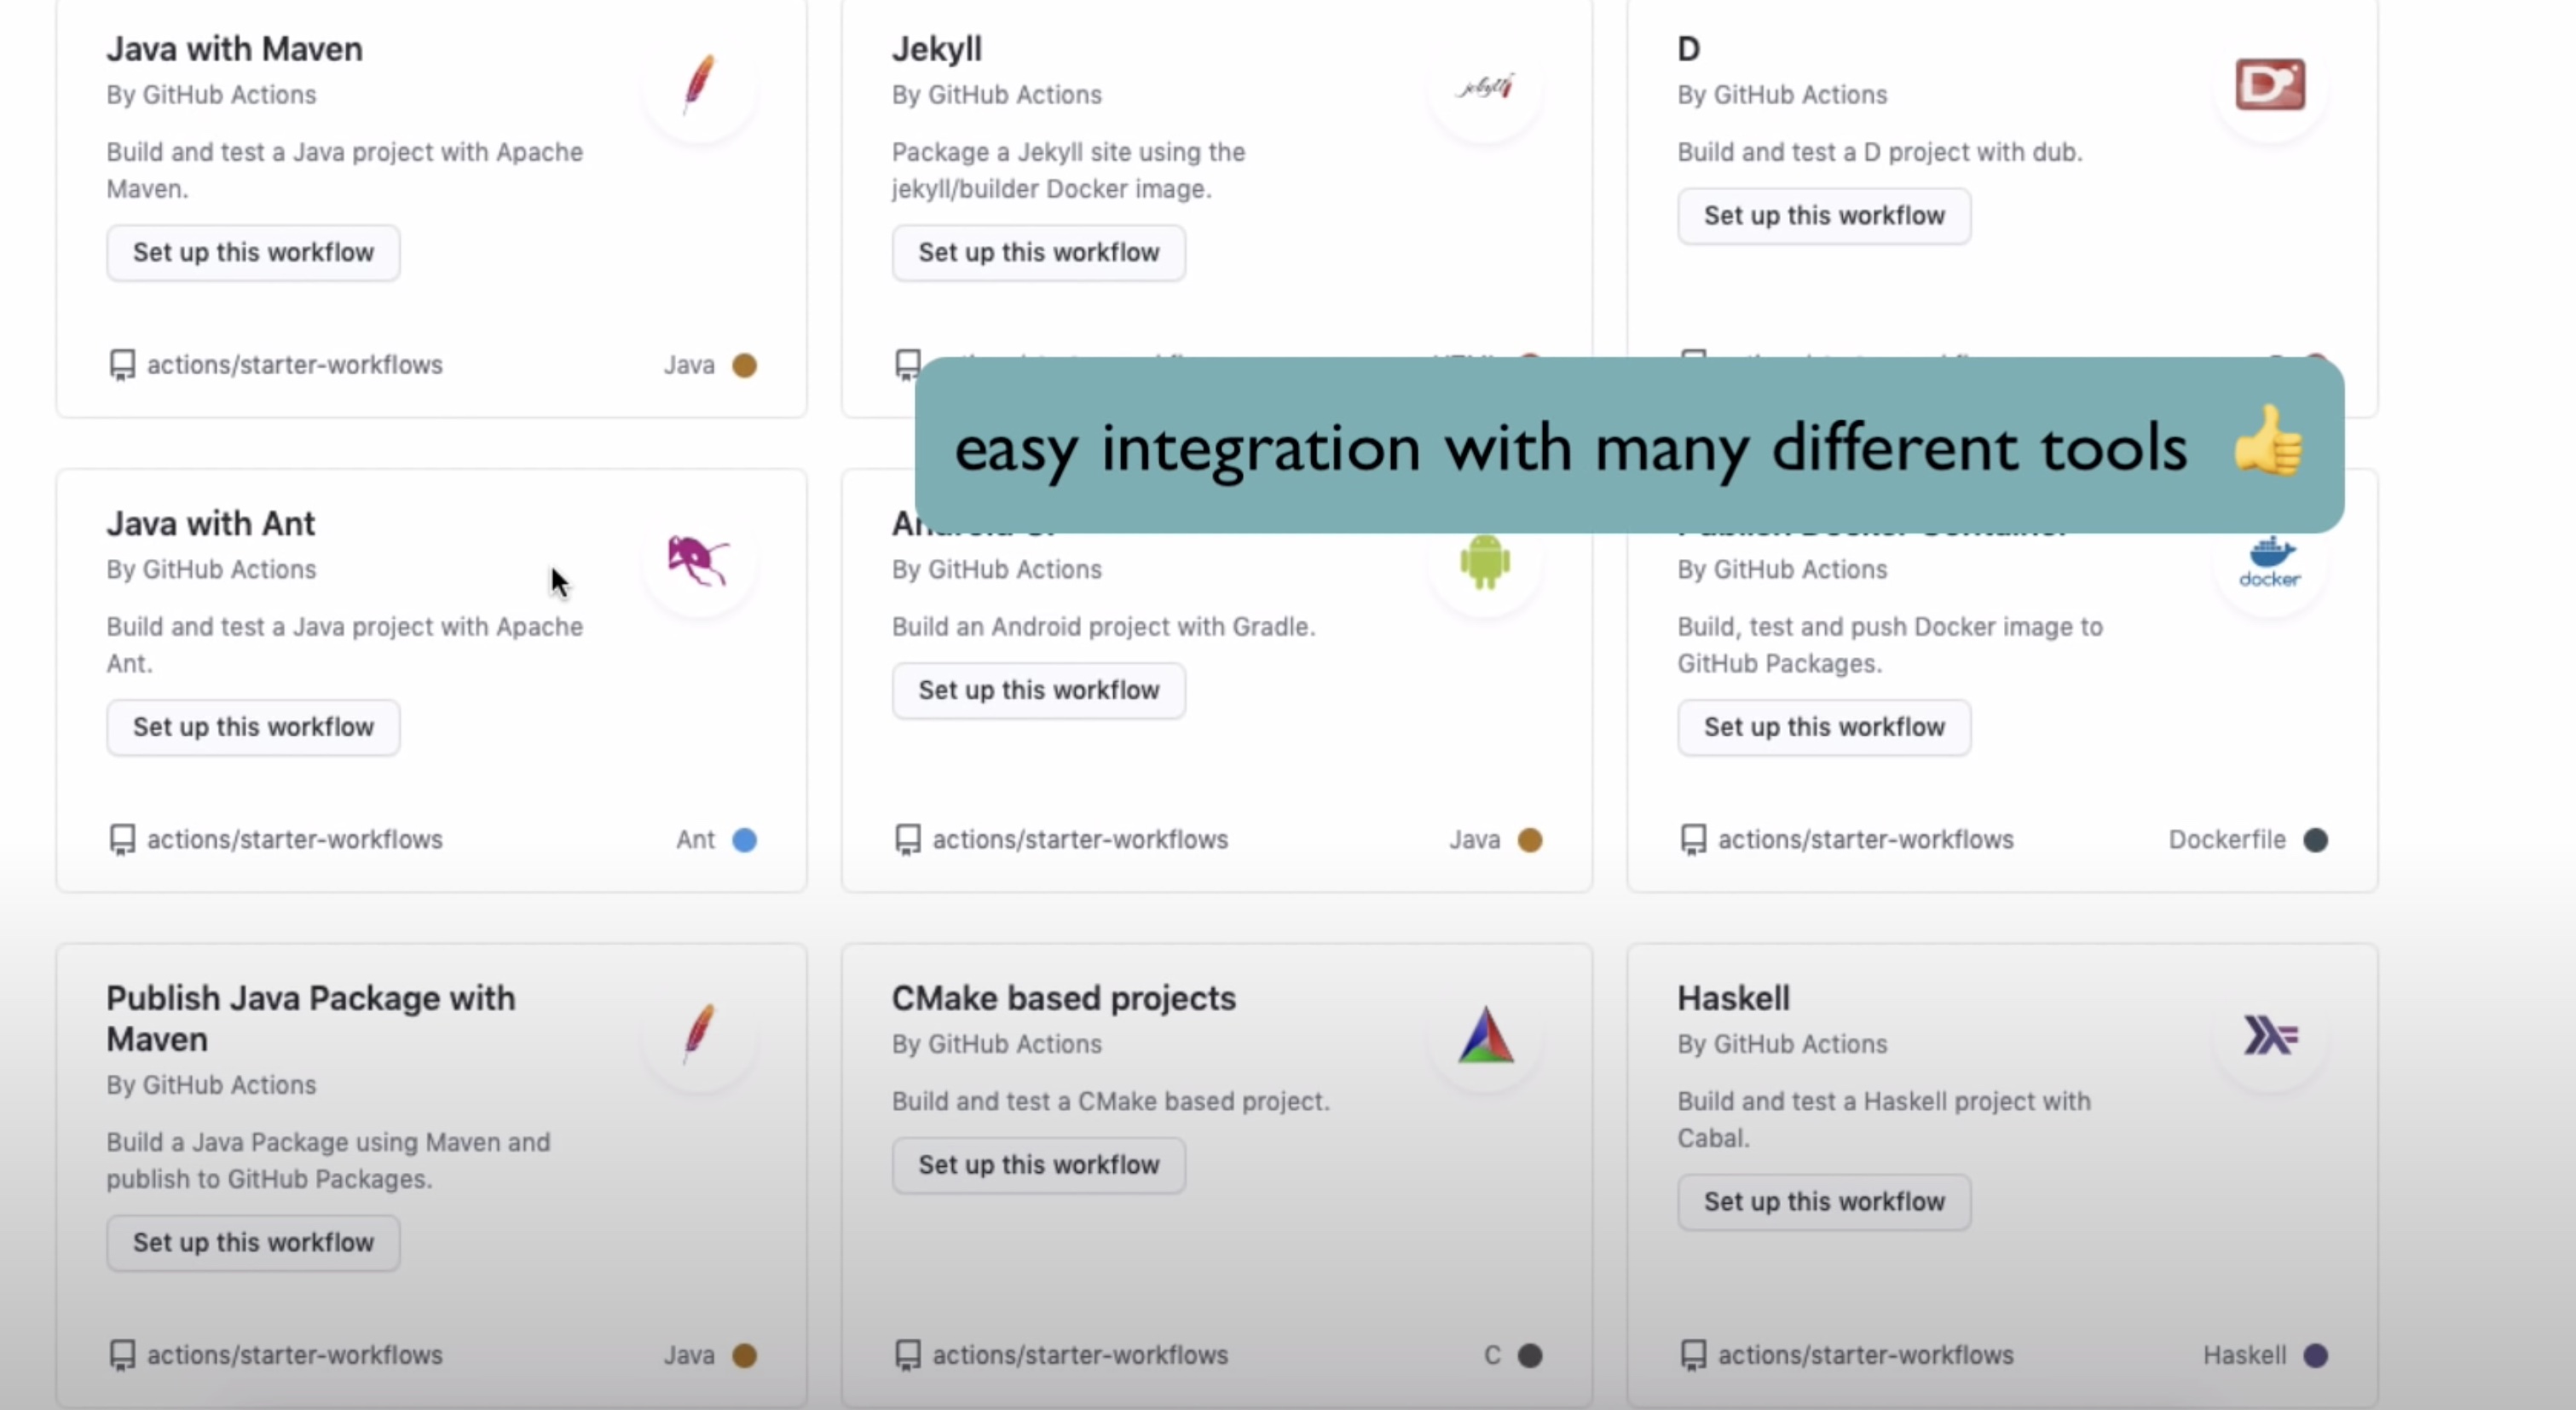 Java with Maven
By GitHub Actions
Build and test a Java project with Apache
Maven.
Set up this workflow
actions/starter-workflows
Java
Jekyll
By GitHub Actions
jekyll
Package a Jekyll site using the
jekyll/builder Docker image.
Set up this workflow
D
By GitHub Actions
D
Build and test a D project with dub.
Set up this workflow
easy integration with many different tools 👍
Java with Ant
By GitHub Actions
Build and test a Java project with Apache
Ant.
Set up this workflow
actions/starter-workflows
Ant
By GitHub Actions
Build an Android project with Gradle.
Set up this workflow
actions/starter-workflows
Java
By GitHub Actions
docker
Build, test and push Docker image to
GitHub Packages.
Set up this workflow
actions/starter-workflows
Dockerfile
Publish Java Package with
Maven
By GitHub Actions
Build a Java Package using Maven and
publish to GitHub Packages.
Set up this workflow
actions/starter-workflows
Java
CMake based projects
By GitHub Actions
Build and test a CMake based project.
Set up this workflow
actions/starter-workflows
C
Haskell
By GitHub Actions
Build and test a Haskell project with
Cabal.
Set up this workflow
actions/starter-workflows
Haskell